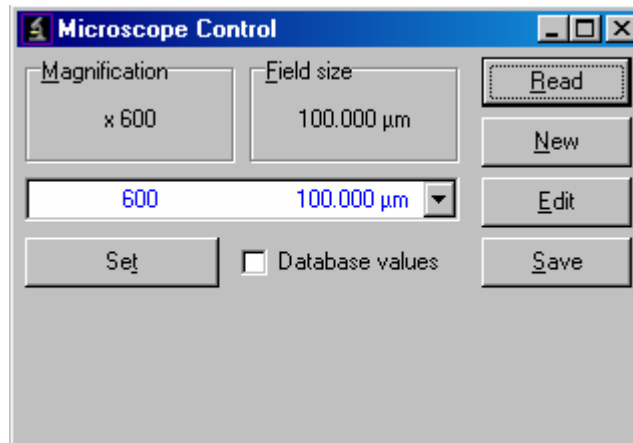 Microscope Control
Magnification
x 600
Field size
100.000 µm
Read
New
600 100.000 µm
Edit
Set
Database values
Save